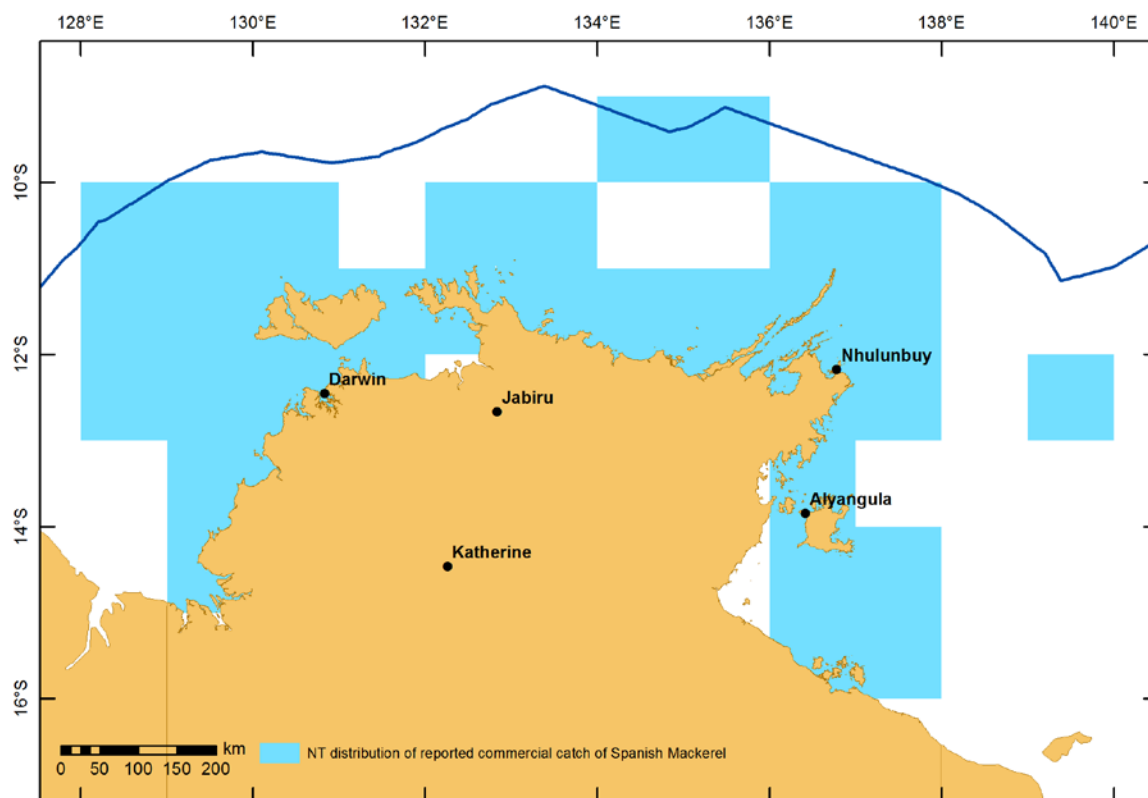 128°E 130°E 132°E 134°E 136°E 138°E 140°E
10°S
12°S
Nhulunbuy
Darwin
Jabiru
Alyangula
14°S
Katherine
16°S
km
NT distribution of reported commercial catch of Spanish Mackerel
0 50 100 150 200